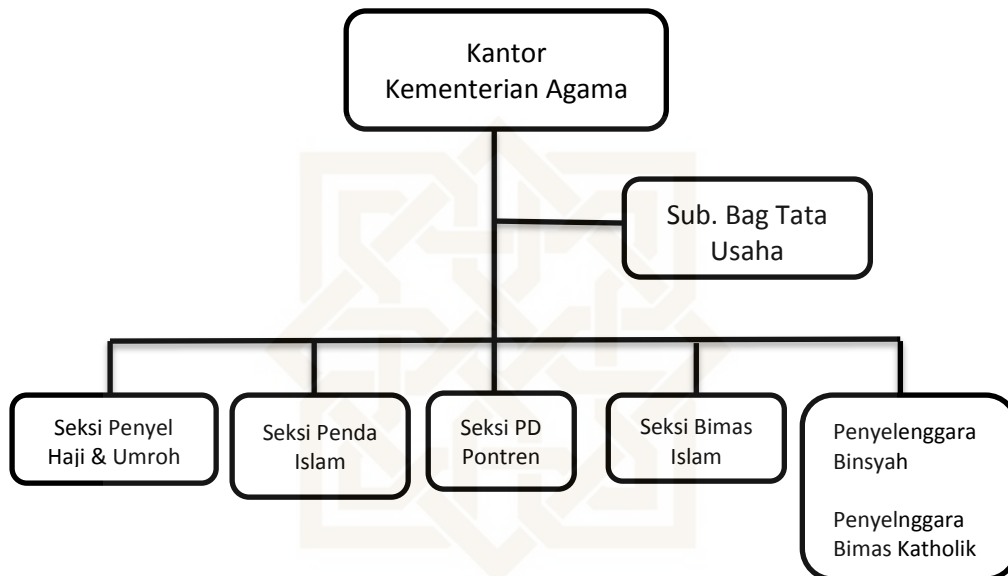 Kantor
Kementerian Agama
Sub. Bag Tata
Usaha
Seksi Penyel
Haji & Umroh
Seksi Penda
Islam
Seksi PD
Pontren
Seksi Bimas
Islam
Penyelenggara
Binsyah
Penyelnggara
Bimas Katholik